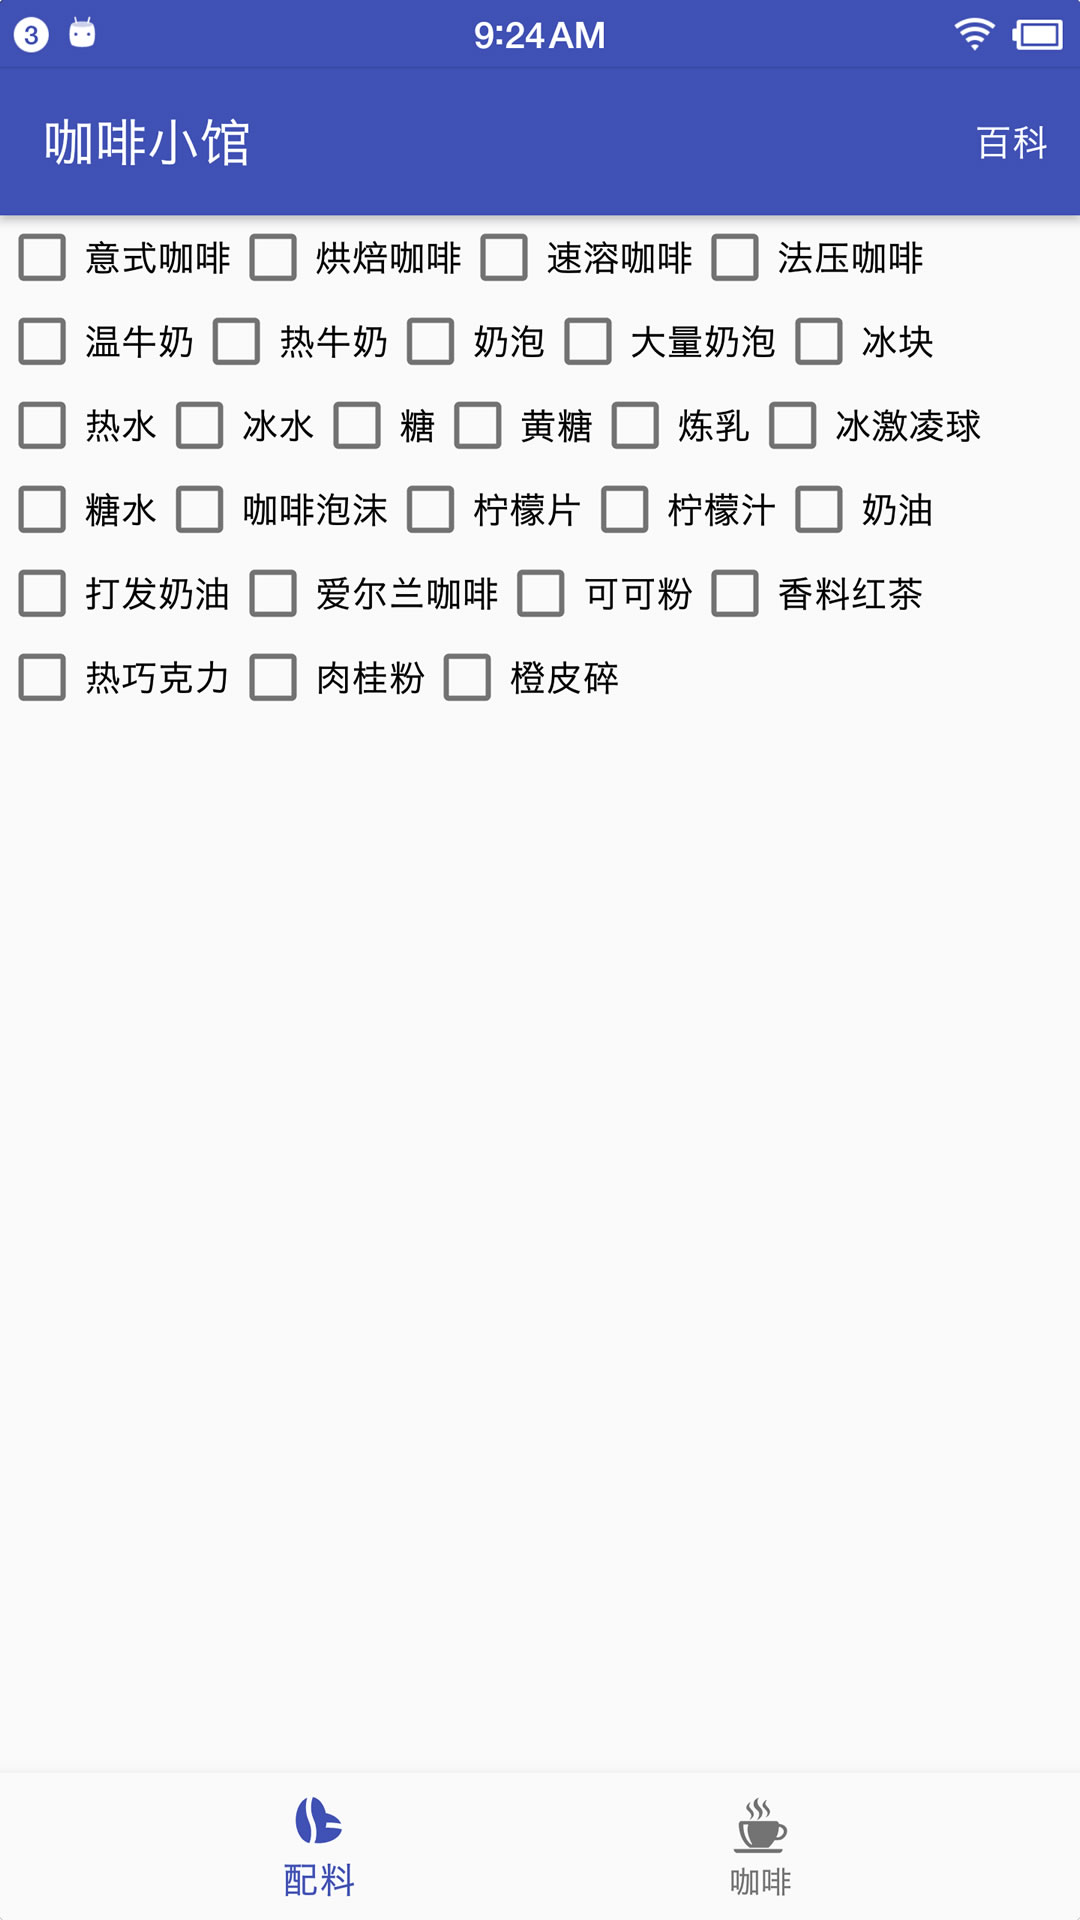 3 9:24AM
咖啡小馆 百科
意式咖啡 烘焙咖啡 速溶咖啡 法压咖啡
温牛奶 热牛奶 奶泡 大量奶泡 冰块
热水 冰水 糖 黄糖 炼乳 冰激凌球
糖水 咖啡泡沫 柠檬片 柠檬汁 奶油
打发奶油 爱尔兰咖啡 可可粉 香料红茶
热巧克力 肉桂粉 橙皮碎
配料 咖啡